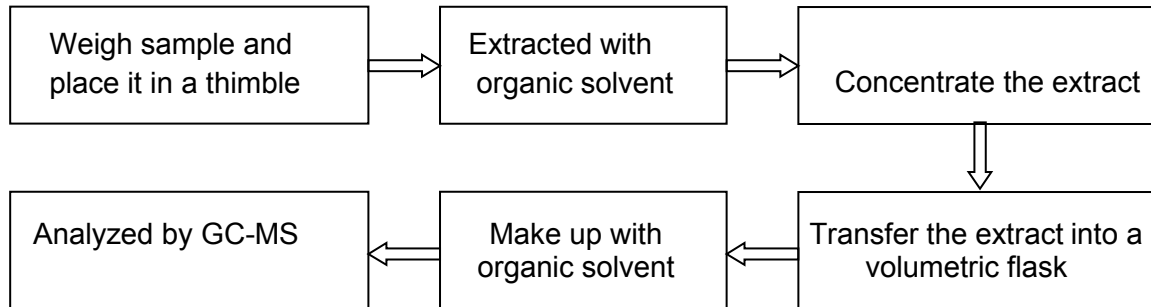 Weigh sample and
place it in a thimble
Extracted with
organic solvent
Concentrate the extract
Transfer the extract into a
volumetric flask
Make up with
organic solvent
Analyzed by GC-MS